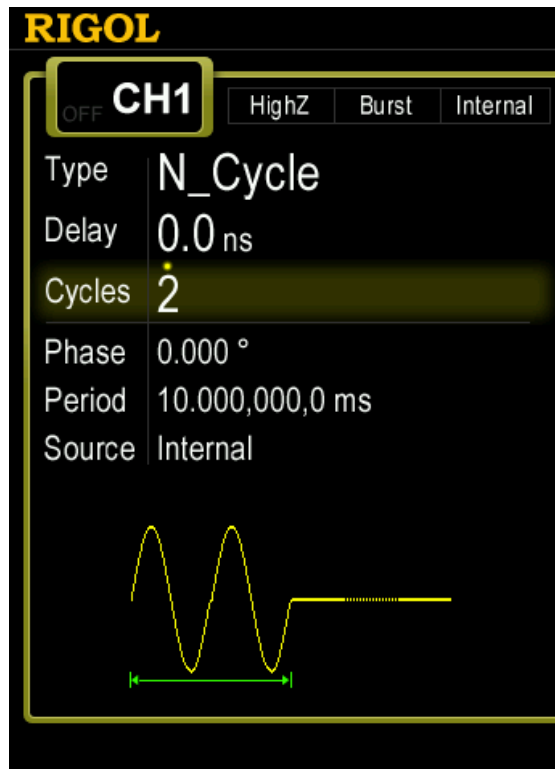 RIGOL
OFF CH1 HighZ Burst Internal
Type N_Cycle
Delay 0.0 ns
Cycles 2
Phase 0.000 °
Period 10.000,000,0 ms
Source Internal